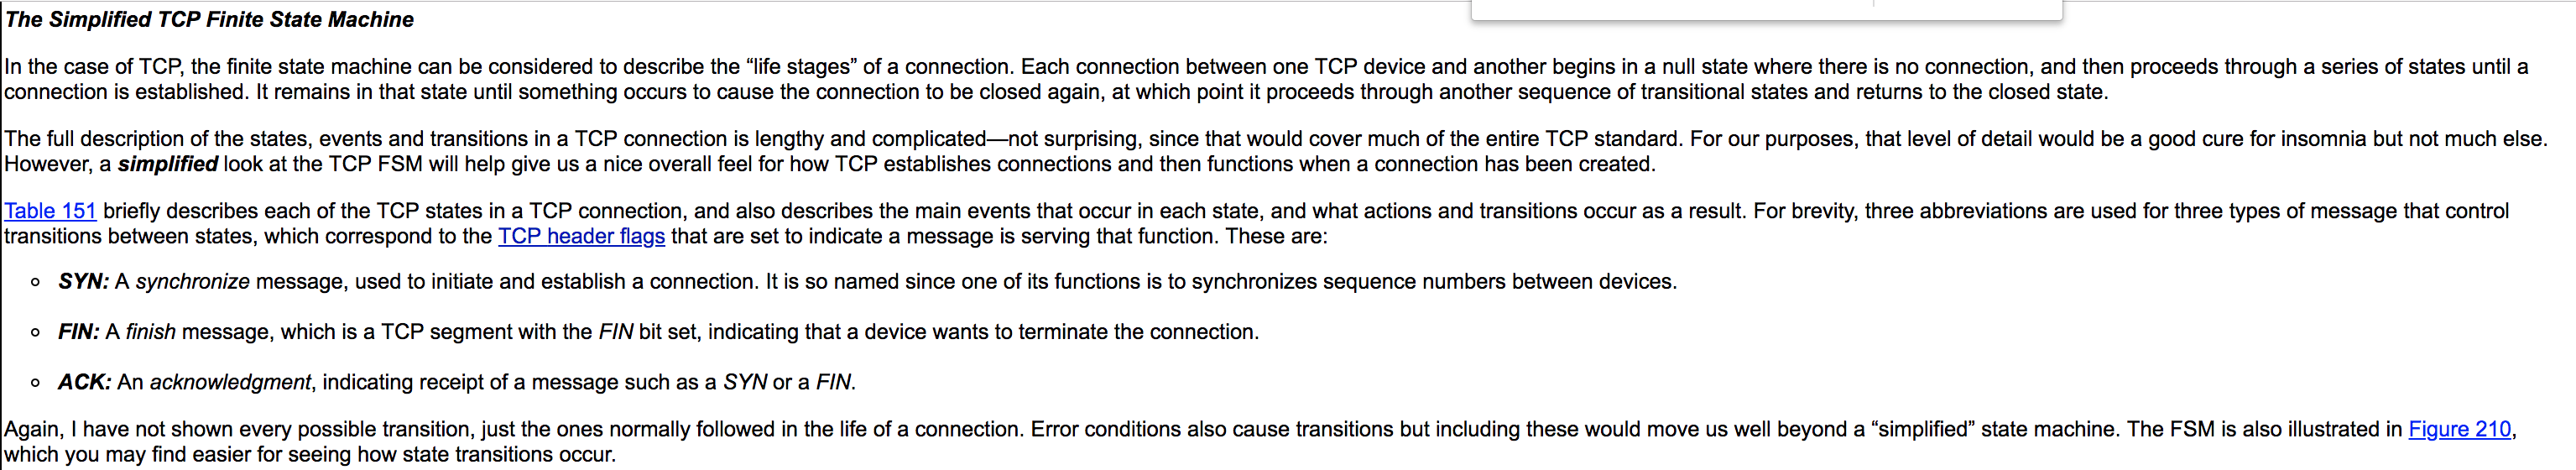 The Simplified TCP Finite State Machine
In the case of TCP, the finite state machine can be considered to describe the “life stages” of a connection. Each connection between one TCP device and another begins in a null state where there is no connection, and then proceeds through a series of states until a
connection is established. It remains in that state until something occurs to cause the connection to be closed again, at which point it proceeds through another sequence of transitional states and returns to the closed state.
The full description of the states, events and transitions in a TCP connection is lengthy and complicated—not surprising, since that would cover much of the entire TCP standard. For our purposes, that level of detail would be a good cure for insomnia but not much else.
However, a simplified look at the TCP FSM will help give us a nice overall feel for how TCP establishes connections and then functions when a connection has been created.
Table 151 briefly describes each of the TCP states in a TCP connection, and also describes the main events that occur in each state, and what actions and transitions occur as a result. For brevity, three abbreviations are used for three types of message that control
transitions between states, which correspond to the TCP header flags that are set to indicate a message is serving that function. These are:
SYN: A synchronize message, used to initiate and establish a connection. It is so named since one of its functions is to synchronizes sequence numbers between devices.
FIN: A finish message, which is a TCP segment with the FIN bit set, indicating that a device wants to terminate the connection.
ACK: An acknowledgment, indicating receipt of a message such as a SYN or a FIN.
Again, I have not shown every possible transition, just the ones normally followed in the life of a connection. Error conditions also cause transitions but including these would move us well beyond a “simplified” state machine. The FSM is also illustrated in Figure 210,
which you may find easier for seeing how state transitions occur.